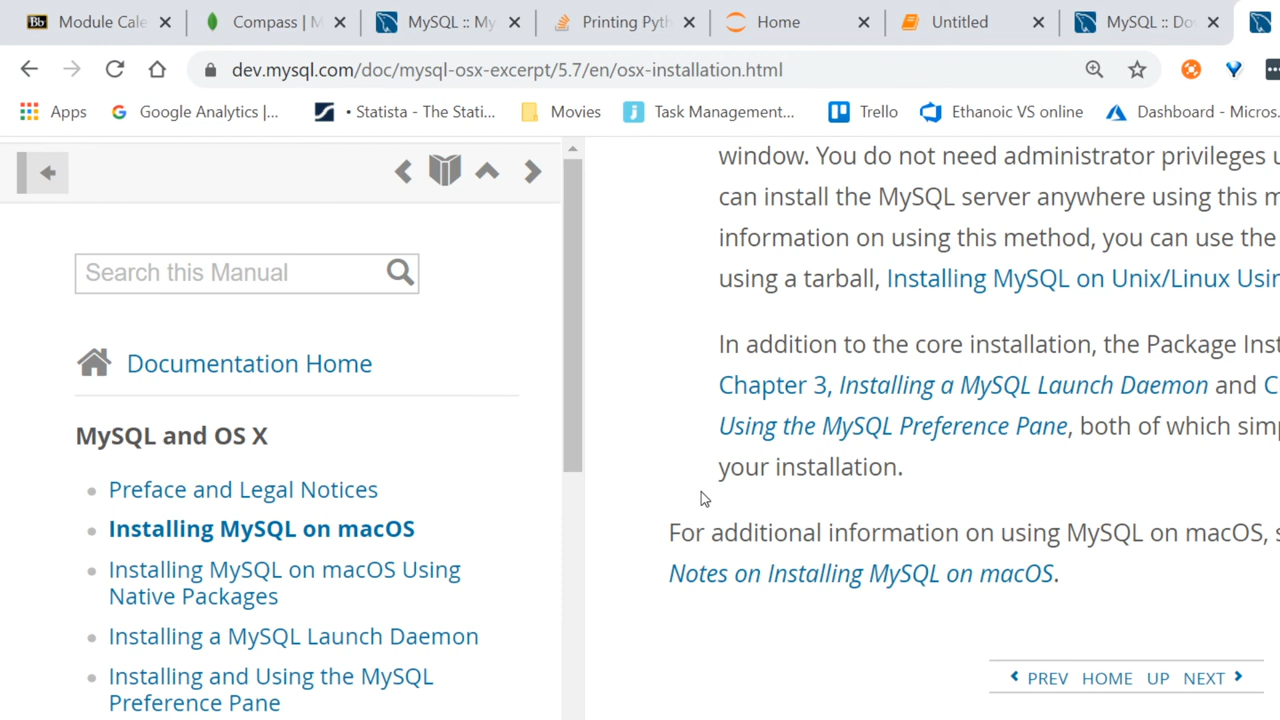 Bb Module Cale
Compass | M
MySQL :: My
Printing Pyth
Home
Untitled
MySQL :: Do
dev.mysql.com/doc/mysql-osx-excerpt/5.7/en/osx-installation.html
Apps
Google Analytics |...
• Statista - The Stati...
Movies
Task Management...
Trello
Ethanoic VS online
Dashboard - Micros.
Search this Manual
Documentation Home
MySQL and OS X
Preface and Legal Notices
Installing MySQL on macOS
Installing MySQL on macOS Using
Native Packages
Installing a MySQL Launch Daemon
Installing and Using the MySQL
Preference Pane
window. You do not need administrator privileges u
can install the MySQL server anywhere using this m
information on using this method, you can use the
using a tarball, Installing MySQL on Unix/Linux Usin
In addition to the core installation, the Package Inst
Chapter 3, Installing a MySQL Launch Daemon and C
Using the MySQL Preference Pane, both of which simp
your installation.
For additional information on using MySQL on macOS, s
Notes on Installing MySQL on macOS.
PREV HOME UP NEXT